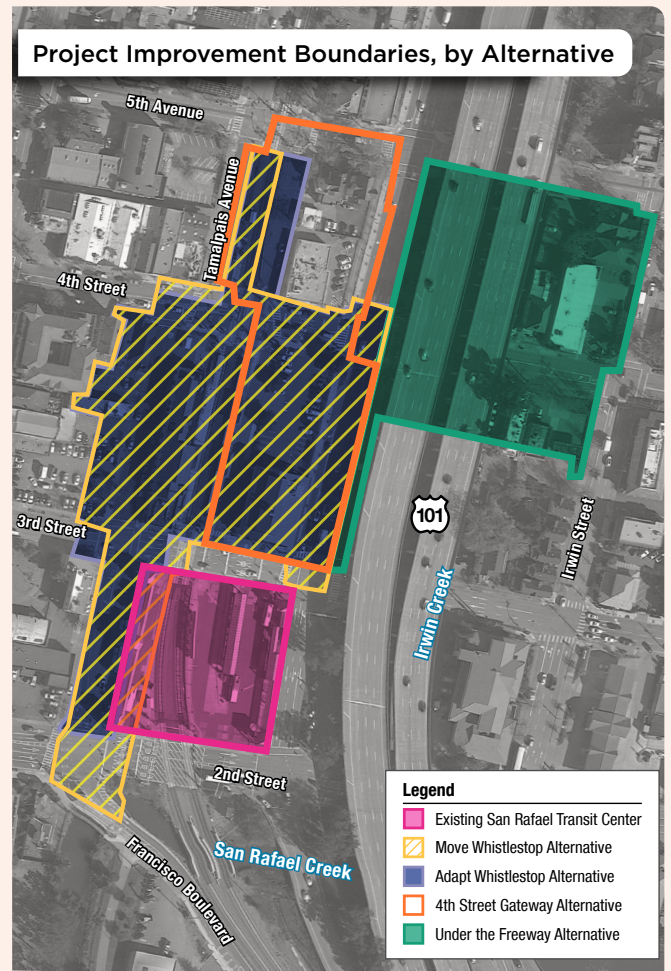 Project Improvement Boundaries, by Alternative
5th Avenue
Tamalpais Avenue
4th Street
3rd Street
101
Irwin Street
Irwin Creek
2nd Street
San Rafael Creek
Francisco Boulevard
Legend
Existing San Rafael Transit Center
Move Whistlestop Alternative
Adapt Whistlestop Alternative
4th Street Gateway Alternative
Under the Freeway Alternative